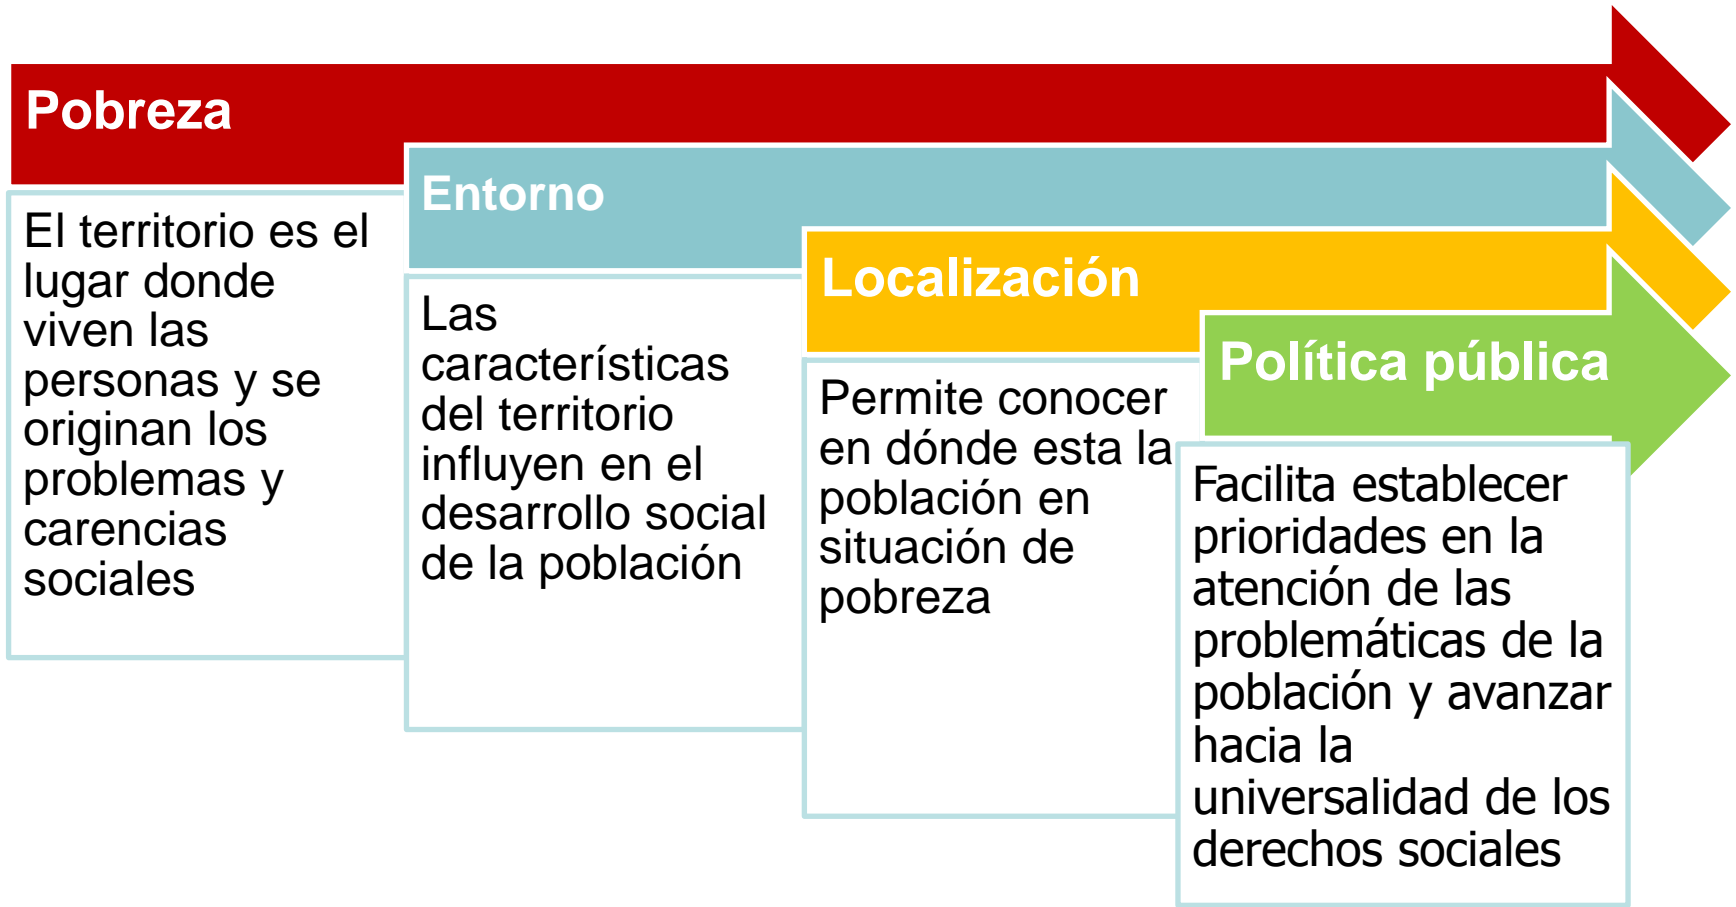 Pobreza
El territorio es el
lugar donde
viven las
personas y se
originan los
problemas y
carencias
sociales
Entorno
Las
características
del territorio
influyen en el
desarrollo social
de la población
Localización
Permite conocer
en dónde esta la
población en
situación de
pobreza
Política pública
Facilita establecer
prioridades en la
atención de las
problemáticas de la
población y avanzar
hacia la
universalidad de los
derechos sociales